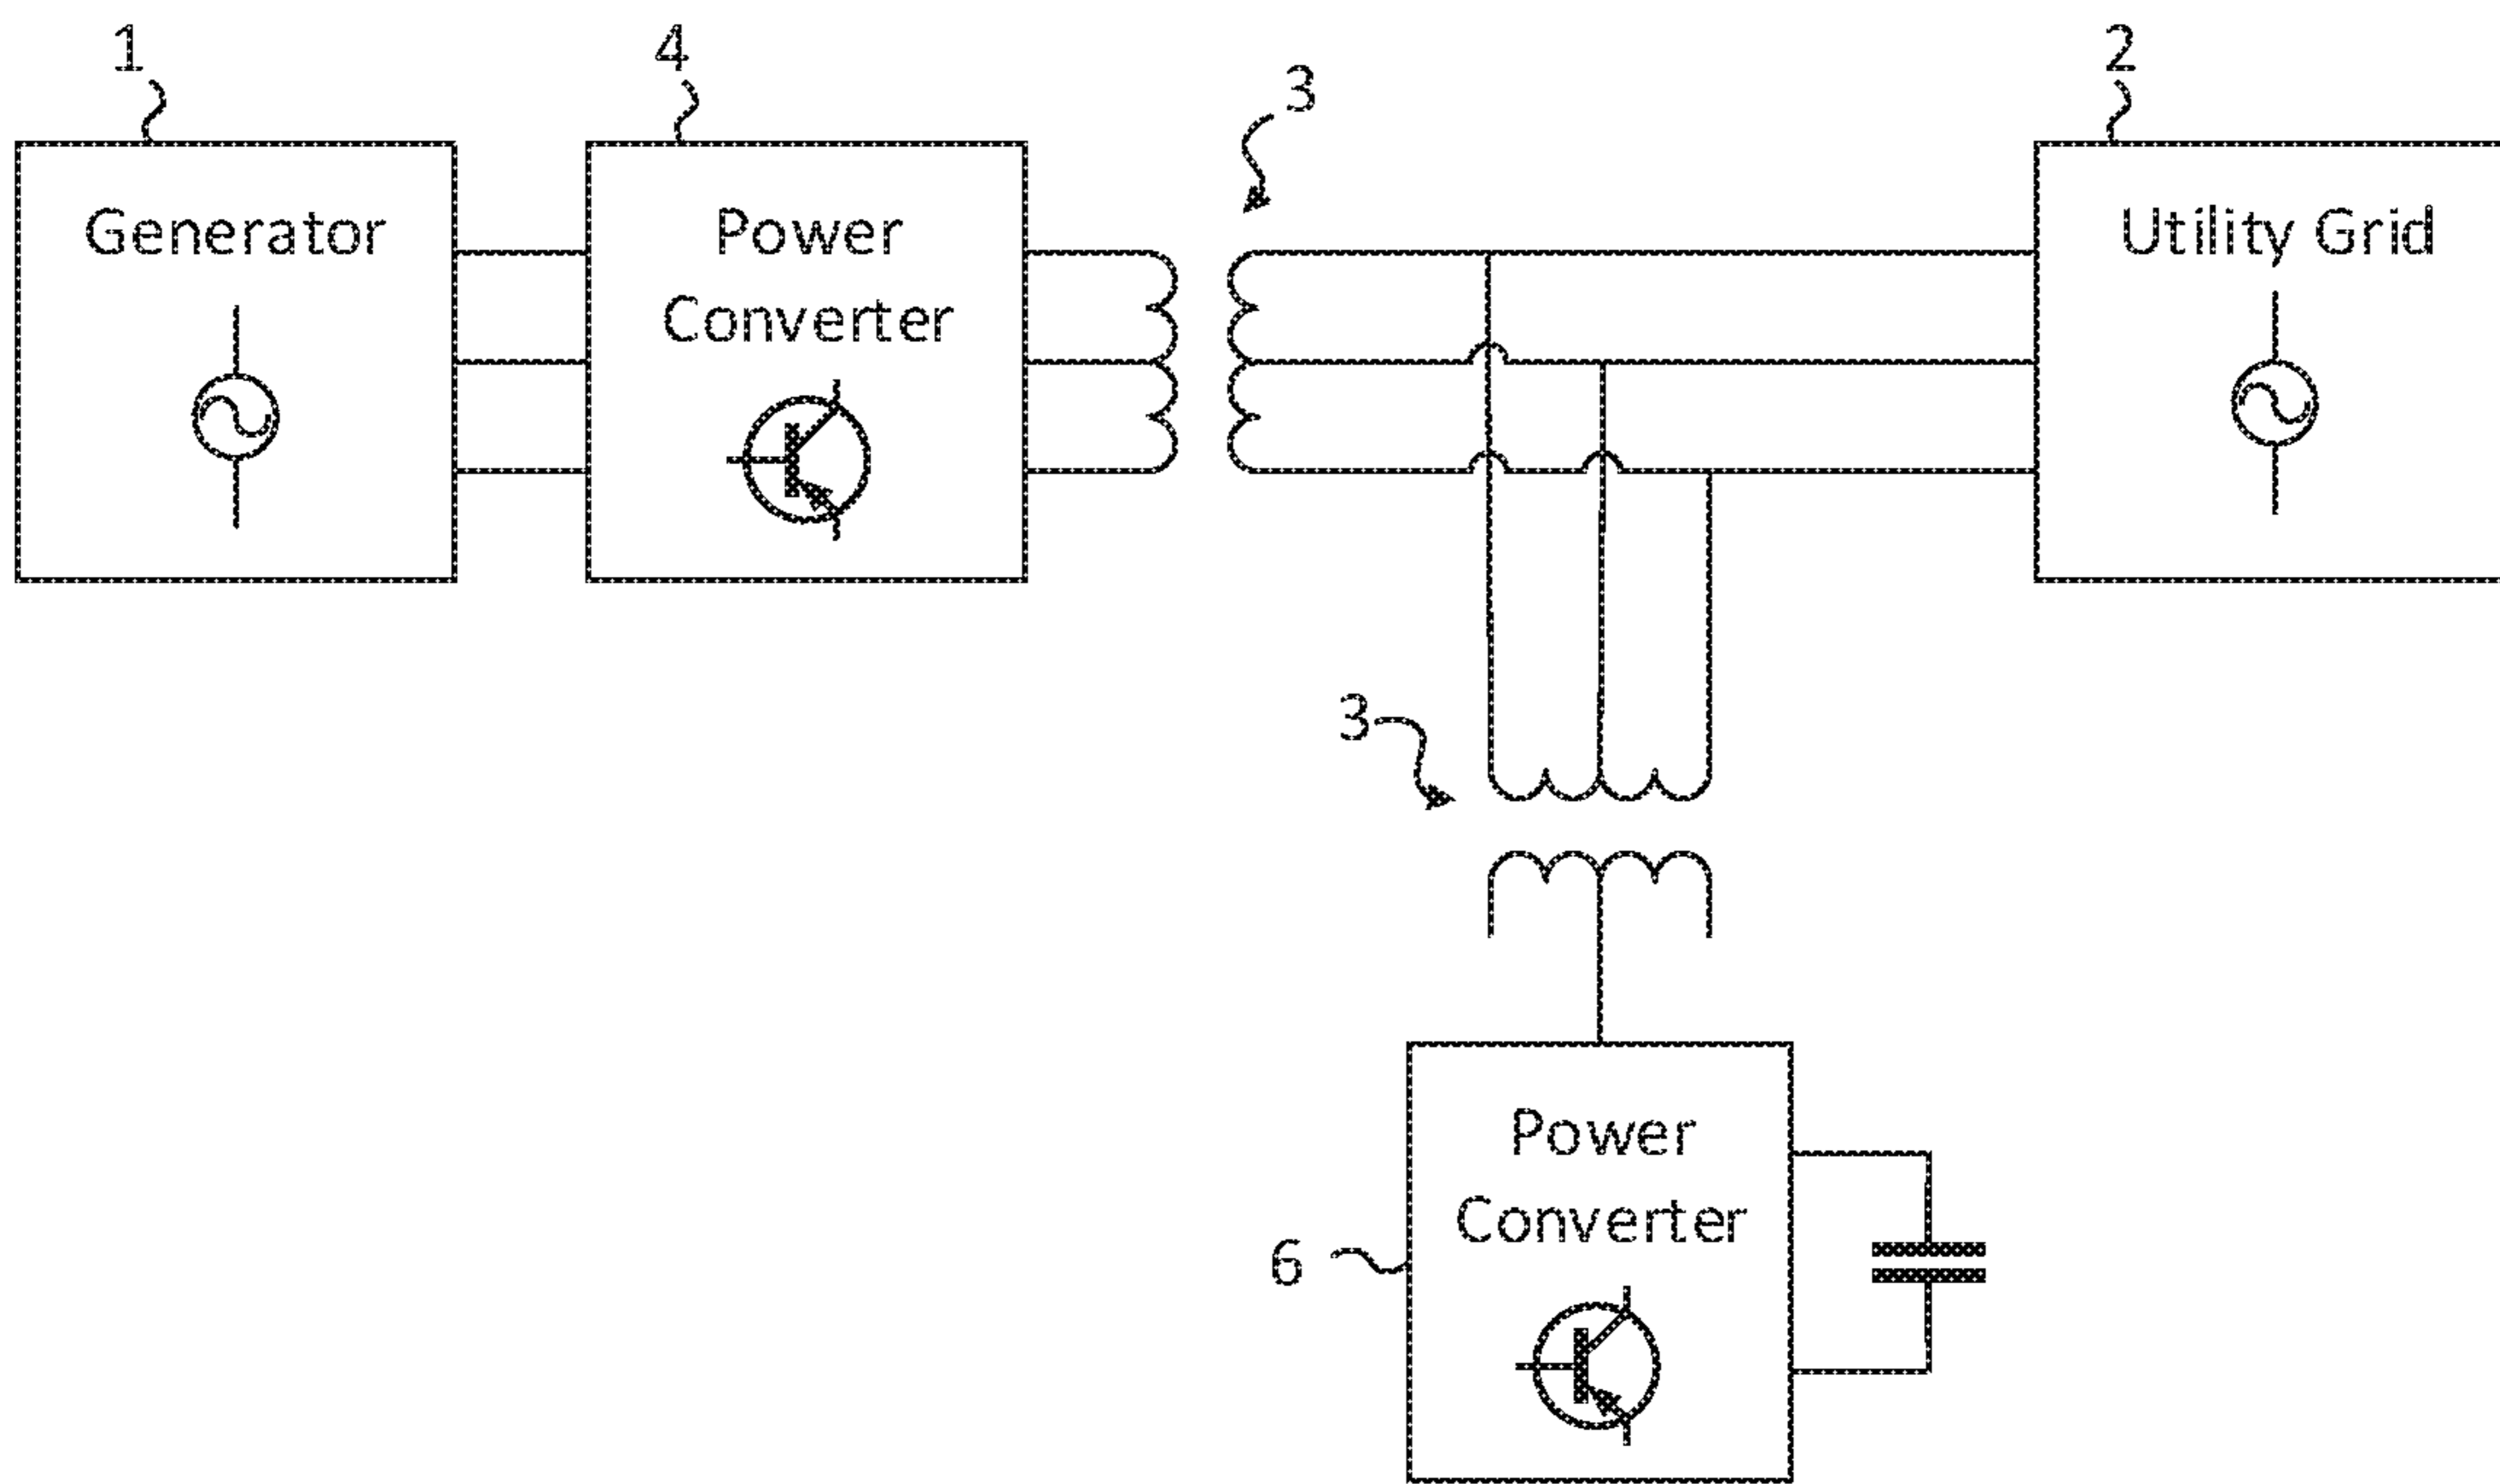 1
4
3
2
Generator
Power
Converter
Utility Grid
3
Power
Converter
6